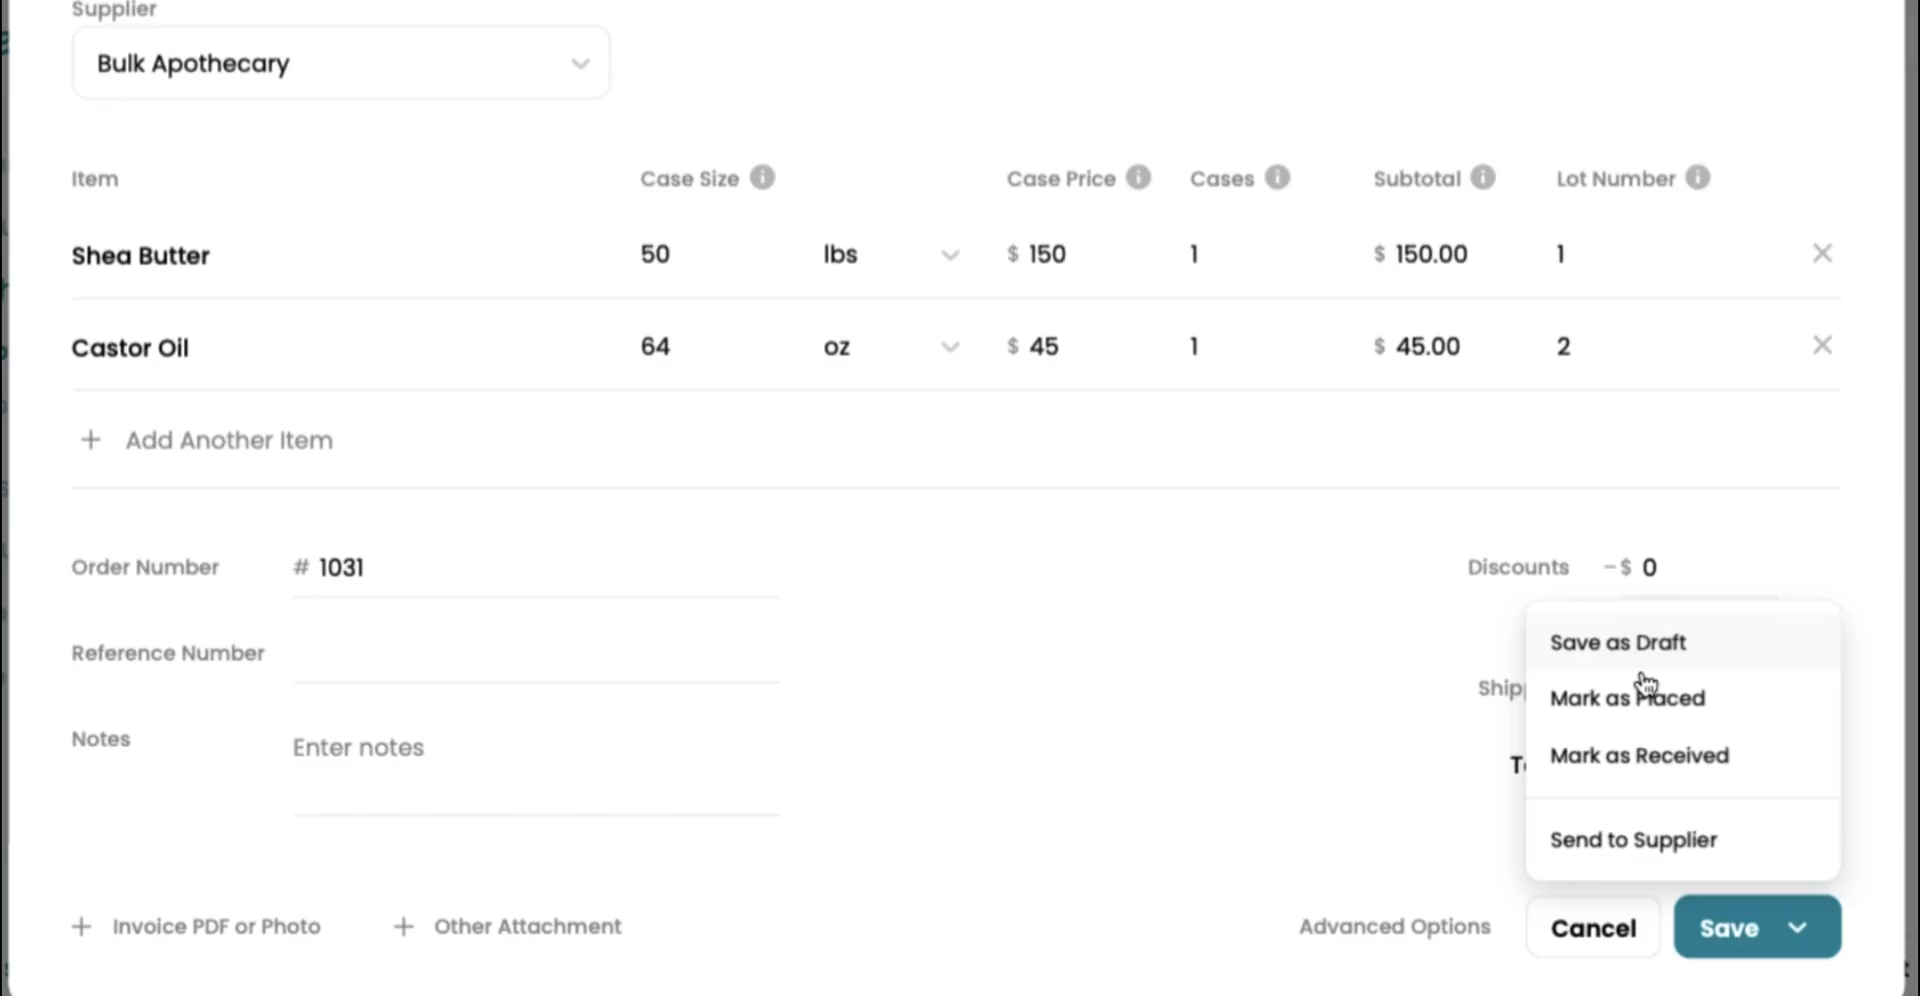 Supplier
Bulk Apothecary
Item Case Size Case Price Cases Subtotal Lot Number
Shea Butter 50 lbs $ 150 1 $ 150.00 1
Castor Oil 64 oz $ 45 1 $ 45.00 2
+ Add Another Item
Order Number # 1031 Discounts -$ 0
Save as Draft
Reference Number
Mark as Placed
Notes Enter notes
Mark as Received
Send to Supplier
+ Invoice PDF or Photo + Other Attachment Advanced Options Cancel Save